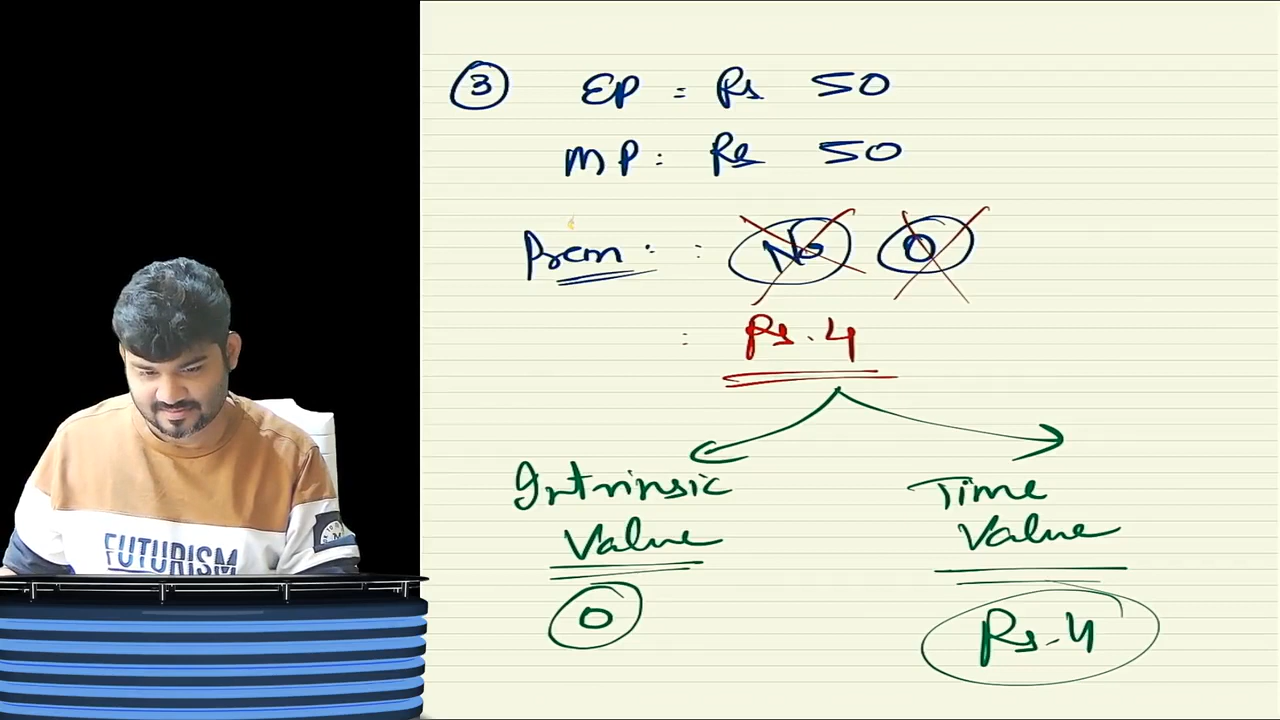 ③ EP = Rs 50
MP : Rs 50
Prem. : No 0
: Rs. 4
Intrinsic Value
Time Value
0
Rs. 4
FUTURISM